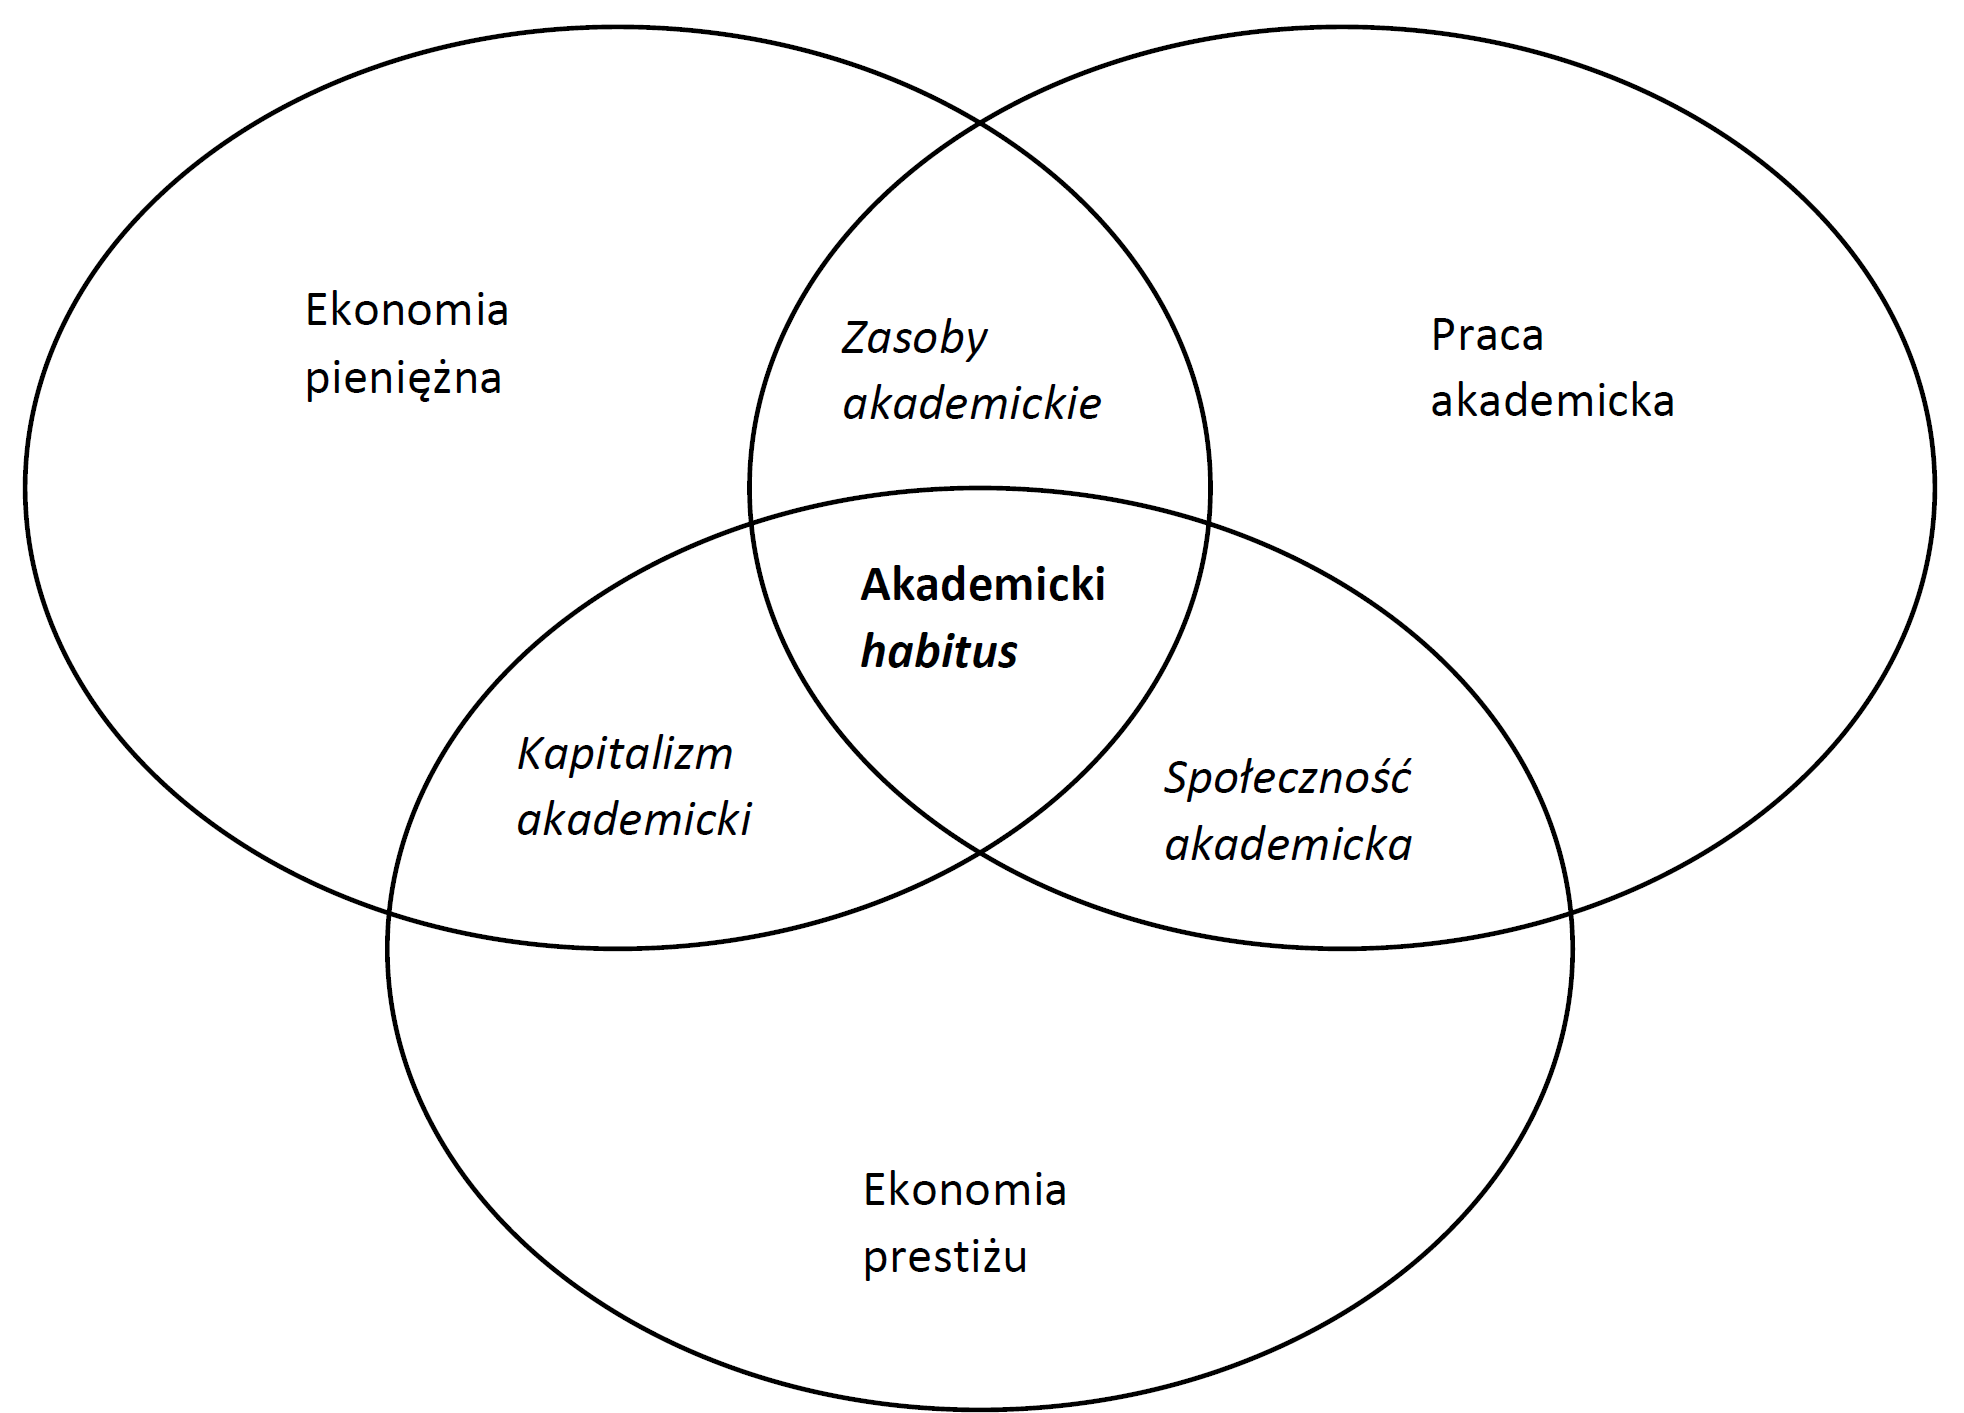 Ekonomia
pieniężna
Zasoby
akademickie
Praca
akademicka
Akademicki
habitus
Kapitalizm
akademicki
Społeczność
akademicka
Ekonomia
prestiżu